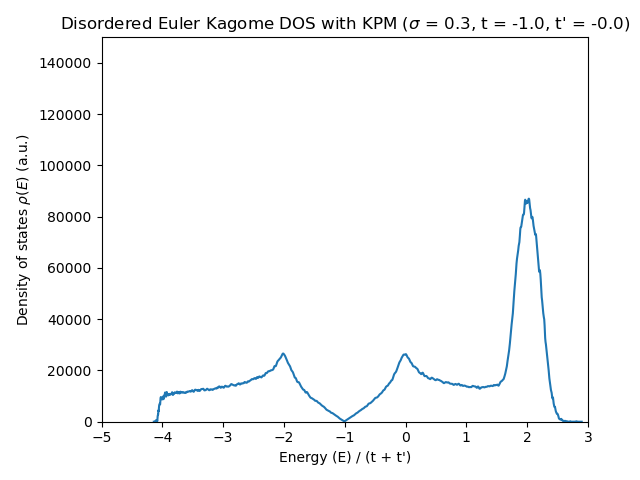 Disordered Euler Kagome DOS with KPM (σ = 0.3, t = -1.0, t' = -0.0)
140000
120000
100000
80000
60000
40000
20000
0
Density of states ρ(E) (a.u.)
−5 −4 −3 −2 −1 0 1 2 3
Energy (E) / (t + t')